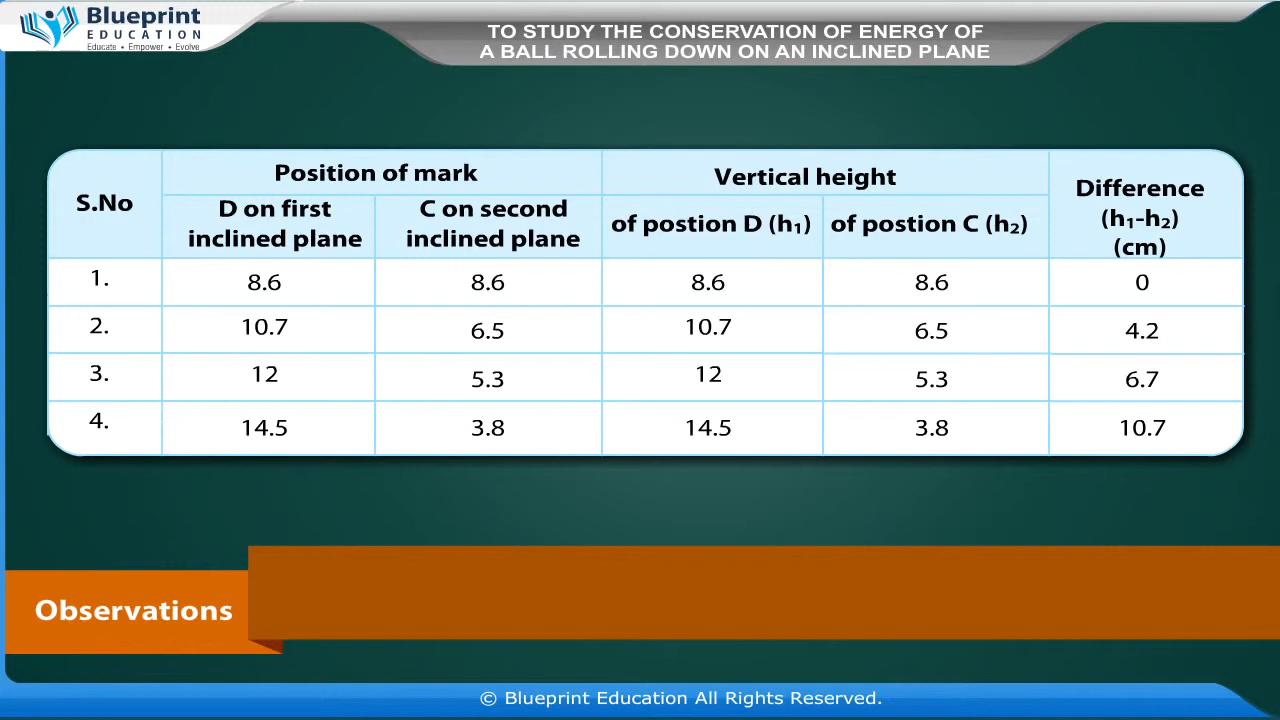 Blueprint
EDUCATION
Educate • Empower • Evolve
TO STUDY THE CONSERVATION OF ENERGY OF
A BALL ROLLING DOWN ON AN INCLINED PLANE
S.No
Position of mark
Vertical height
Difference
(h₁-h₂)
(cm)
D on first
inclined plane
C on second
inclined plane
of postion D (h₁)
of postion C (h₂)
1. 8.6 8.6 8.6 8.6 0
2. 10.7 6.5 10.7 6.5 4.2
3. 12 5.3 12 5.3 6.7
4. 14.5 3.8 14.5 3.8 10.7
Observations
© Blueprint Education All Rights Reserved.